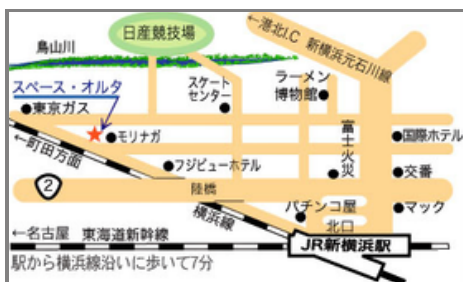 日産競技場
←港北I.C 新横浜元石川線
鳥山川
スペース・オルタ
スケート
センター
ラーメン
博物館
東京ガス
モリナガ
富士火災
国際ホテル
←町田方面
フジビューホテル
交番
2
陸橋
横浜線
パチンコ屋
マック
北口
←名古屋 東海道新幹線
JR新横浜駅
駅から横浜線沿いに歩いて7分